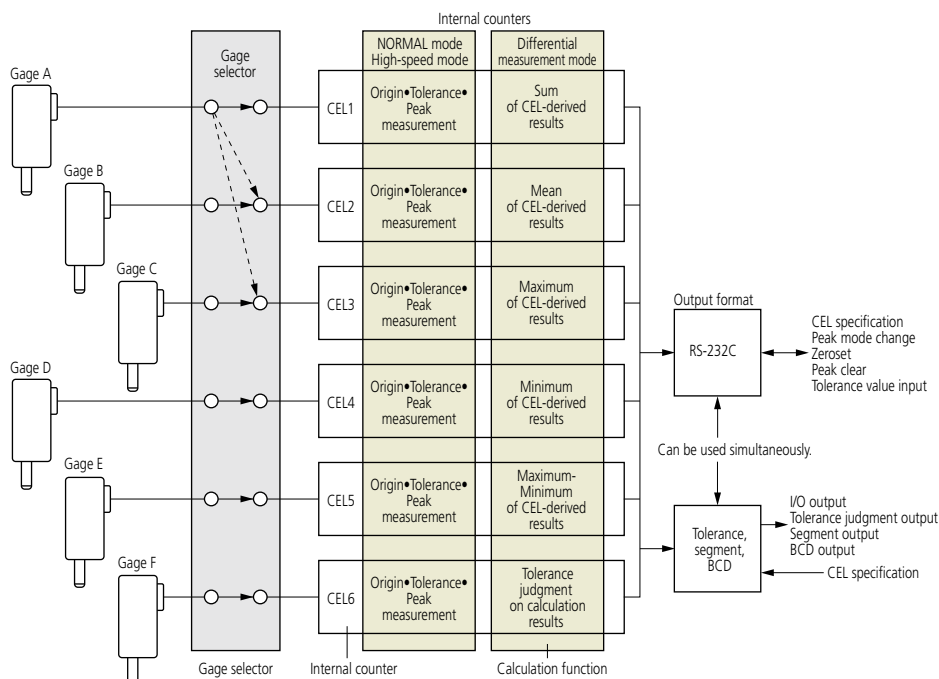 Internal counters
Gage
selector
NORMAL mode
High-speed mode
Differential
measurement mode
Gage A
CEL1
Origin•Tolerance•
Peak
measurement
Sum
of CEL-derived
results
Gage B
CEL2
Origin•Tolerance•
Peak
measurement
Mean
of CEL-derived
results
Gage C
CEL3
Origin•Tolerance•
Peak
measurement
Maximum
of CEL-derived
results
Gage D
CEL4
Origin•Tolerance•
Peak
measurement
Minimum
of CEL-derived
results
Gage E
CEL5
Origin•Tolerance•
Peak
measurement
Maximum-
Minimum
of CEL-derived
results
Gage F
CEL6
Origin•Tolerance•
Peak
measurement
Tolerance
judgment
on calculation
results
Gage selector
Internal counter
Calculation function
Output format
RS-232C
CEL specification
Peak mode change
Zeroset
Peak clear
Tolerance value input
Can be used simultaneously.
Tolerance,
segment,
BCD
I/O output
Tolerance judgment output
Segment output
BCD output
CEL specification